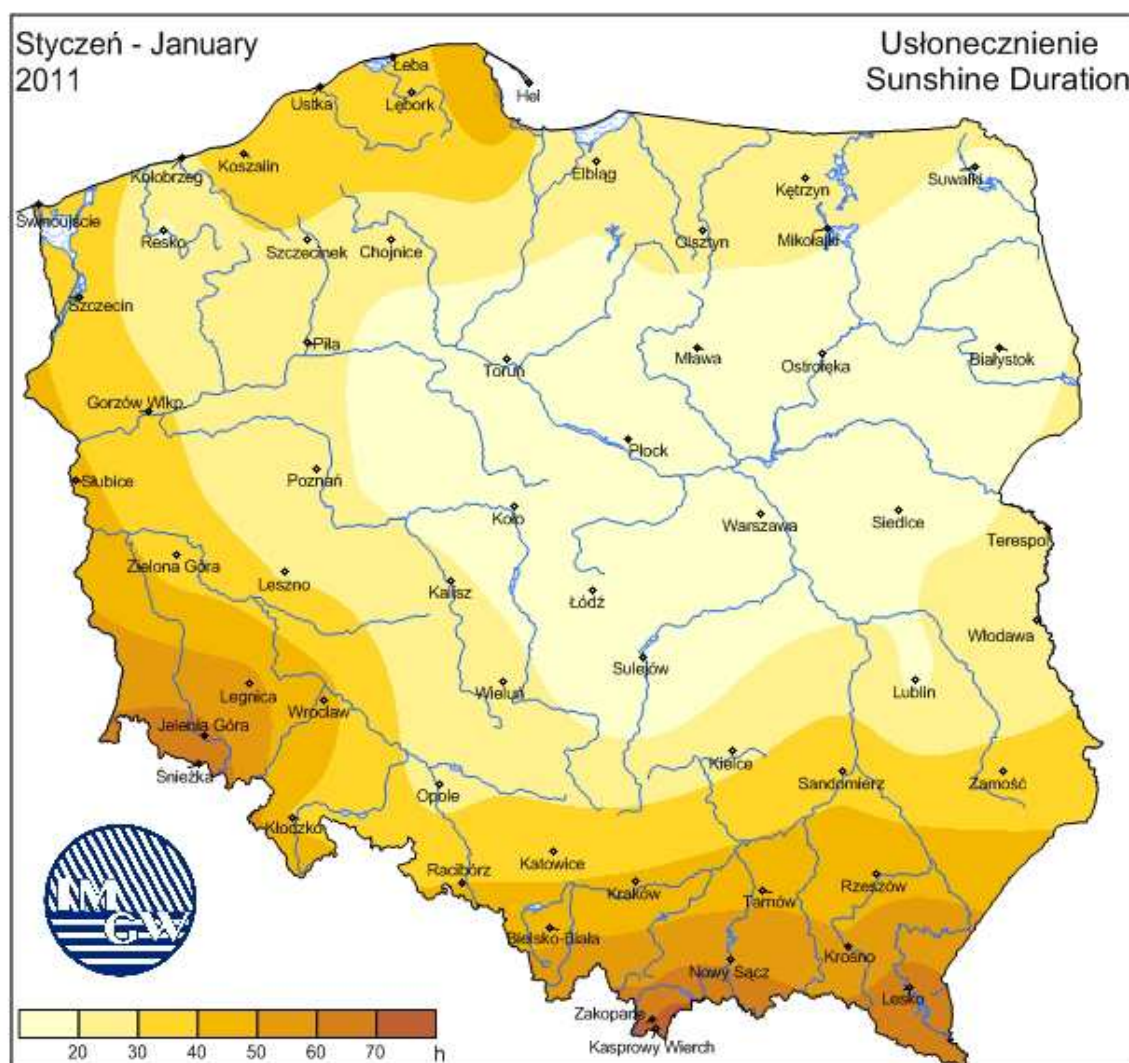 Styczeń - January
2011
Usłonecznienie
Sunshine Duration
Łeba
Ustka
Lębork
Hel
Koszalin
Kołobrzeg
Elbląg
Kętrzyn
Suwałki
Świnoujście
Resko
Szczecinek
Chojnice
Olsztyn
Mikołajki
Szczecin
Piła
Toruń
Mława
Ostrołęka
Białystok
Gorzów Wlkp.
Płock
Słubice
Poznań
Koło
Warszawa
Siedlce
Terespol
Zielona Góra
Leszno
Kalisz
Łódź
Włodawa
Sulejów
Legnica
Wrocław
Wieluń
Lublin
Jelenia Góra
Śnieżka
Kielce
Sandomierz
Zamość
Opole
Kłodzko
Katowice
Racibórz
Kraków
Tarnów
Rzeszów
Bielsko-Biała
Nowy Sącz
Krosno
Lesko
Zakopane
Kasprowy Wierch
IMGW
20 30 40 50 60 70 h